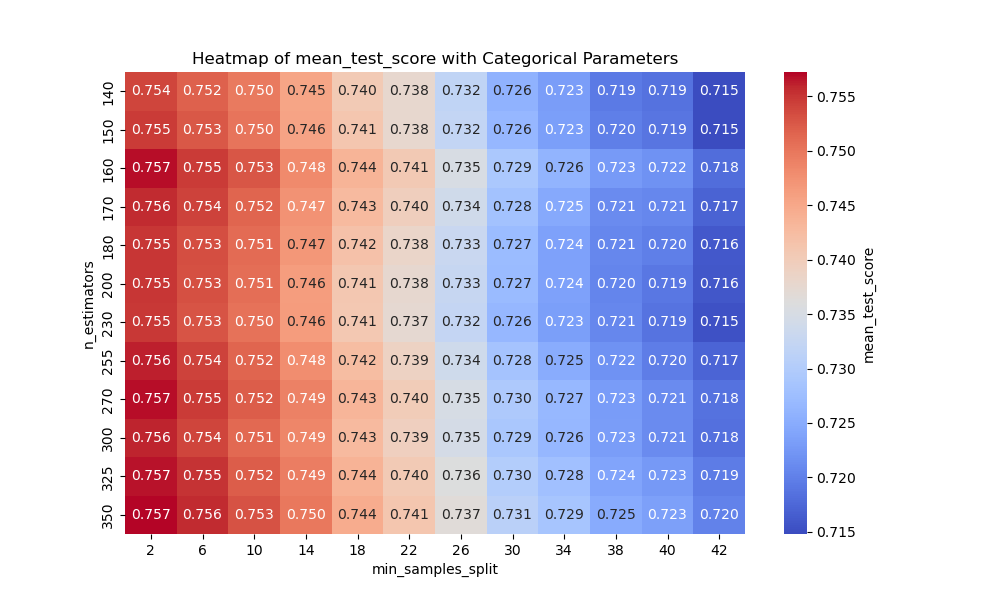 Heatmap of mean_test_score with Categorical Parameters
n_estimators
140 0.754 0.752 0.750 0.745 0.740 0.738 0.732 0.726 0.723 0.719 0.719 0.715
150 0.755 0.753 0.750 0.746 0.741 0.738 0.732 0.726 0.723 0.720 0.719 0.715
160 0.757 0.755 0.753 0.748 0.744 0.741 0.735 0.729 0.726 0.723 0.722 0.718
170 0.756 0.754 0.752 0.747 0.743 0.740 0.734 0.728 0.725 0.721 0.721 0.717
180 0.755 0.753 0.751 0.747 0.742 0.738 0.733 0.727 0.724 0.721 0.720 0.716
200 0.755 0.753 0.751 0.746 0.741 0.738 0.733 0.727 0.724 0.720 0.719 0.716
230 0.755 0.753 0.750 0.746 0.741 0.737 0.732 0.726 0.723 0.721 0.719 0.715
255 0.756 0.754 0.752 0.748 0.742 0.739 0.734 0.728 0.725 0.722 0.720 0.717
270 0.757 0.755 0.752 0.749 0.743 0.740 0.735 0.730 0.727 0.723 0.721 0.718
300 0.756 0.754 0.751 0.749 0.743 0.739 0.735 0.729 0.726 0.723 0.721 0.718
325 0.757 0.755 0.752 0.749 0.744 0.740 0.736 0.730 0.728 0.724 0.723 0.719
350 0.757 0.756 0.753 0.750 0.744 0.741 0.737 0.731 0.729 0.725 0.723 0.720
2 6 10 14 18 22 26 30 34 38 40 42
min_samples_split
0.755
0.750
0.745
0.740
0.735
0.730
0.725
0.720
0.715
mean_test_score